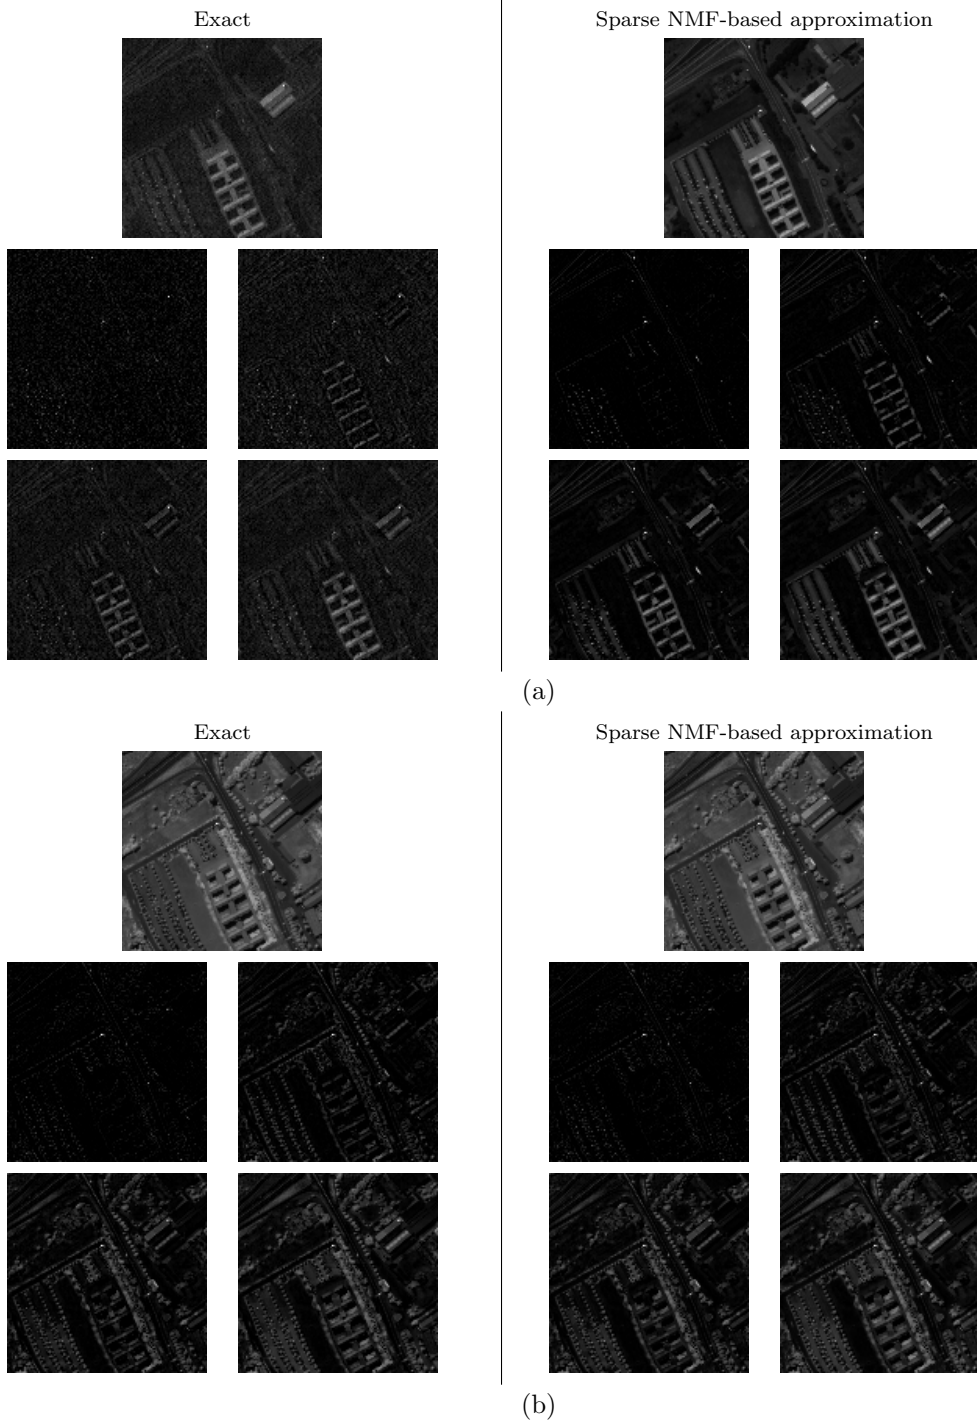 Exact
Sparse NMF-based approximation
(a)
Exact
Sparse NMF-based approximation
(b)